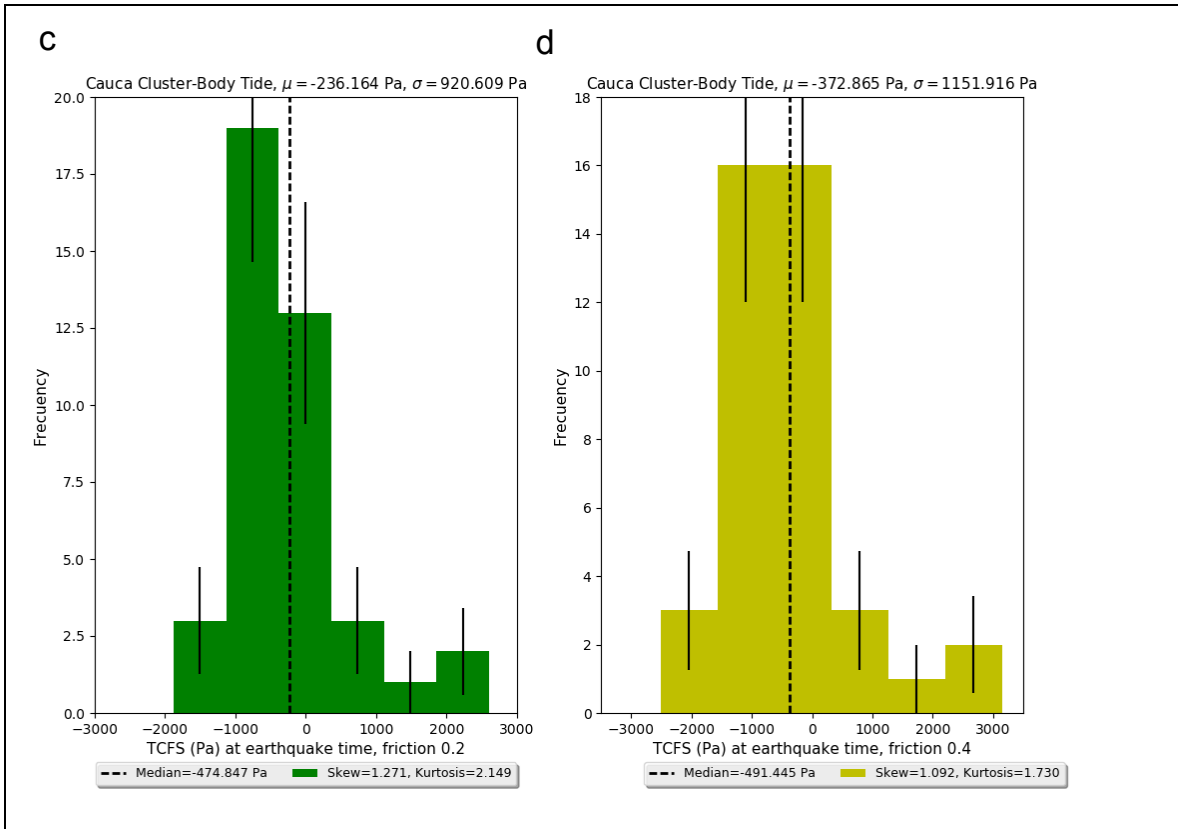 c
Cauca Cluster-Body Tide, μ = -236.164 Pa, σ = 920.609 Pa
20.0
17.5
15.0
12.5
10.0
7.5
5.0
2.5
0.0
Frecuency
−3000 −2000 −1000 0 1000 2000 3000
TCFS (Pa) at earthquake time, friction 0.2
Median=-474.847 Pa Skew=1.271, Kurtosis=2.149
d
Cauca Cluster-Body Tide, μ = -372.865 Pa, σ = 1151.916 Pa
18
16
14
12
10
8
6
4
2
0
Frecuency
−3000 −2000 −1000 0 1000 2000 3000
TCFS (Pa) at earthquake time, friction 0.4
Median=-491.445 Pa Skew=1.092, Kurtosis=1.730